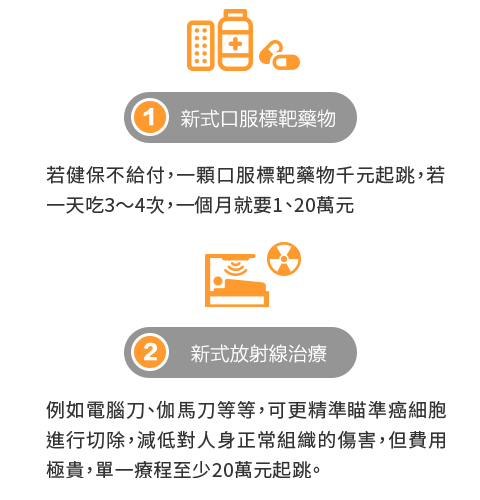 1 新式口服標靶藥物
若健保不給付，一顆口服標靶藥物千元起跳，若
一天吃3～4次，一個月就要1、20萬元
2 新式放射線治療
例如電腦刀、伽馬刀等等，可更精準瞄準癌細胞
進行切除，減低對人身正常組織的傷害，但費用
極貴，單一療程至少20萬元起跳。